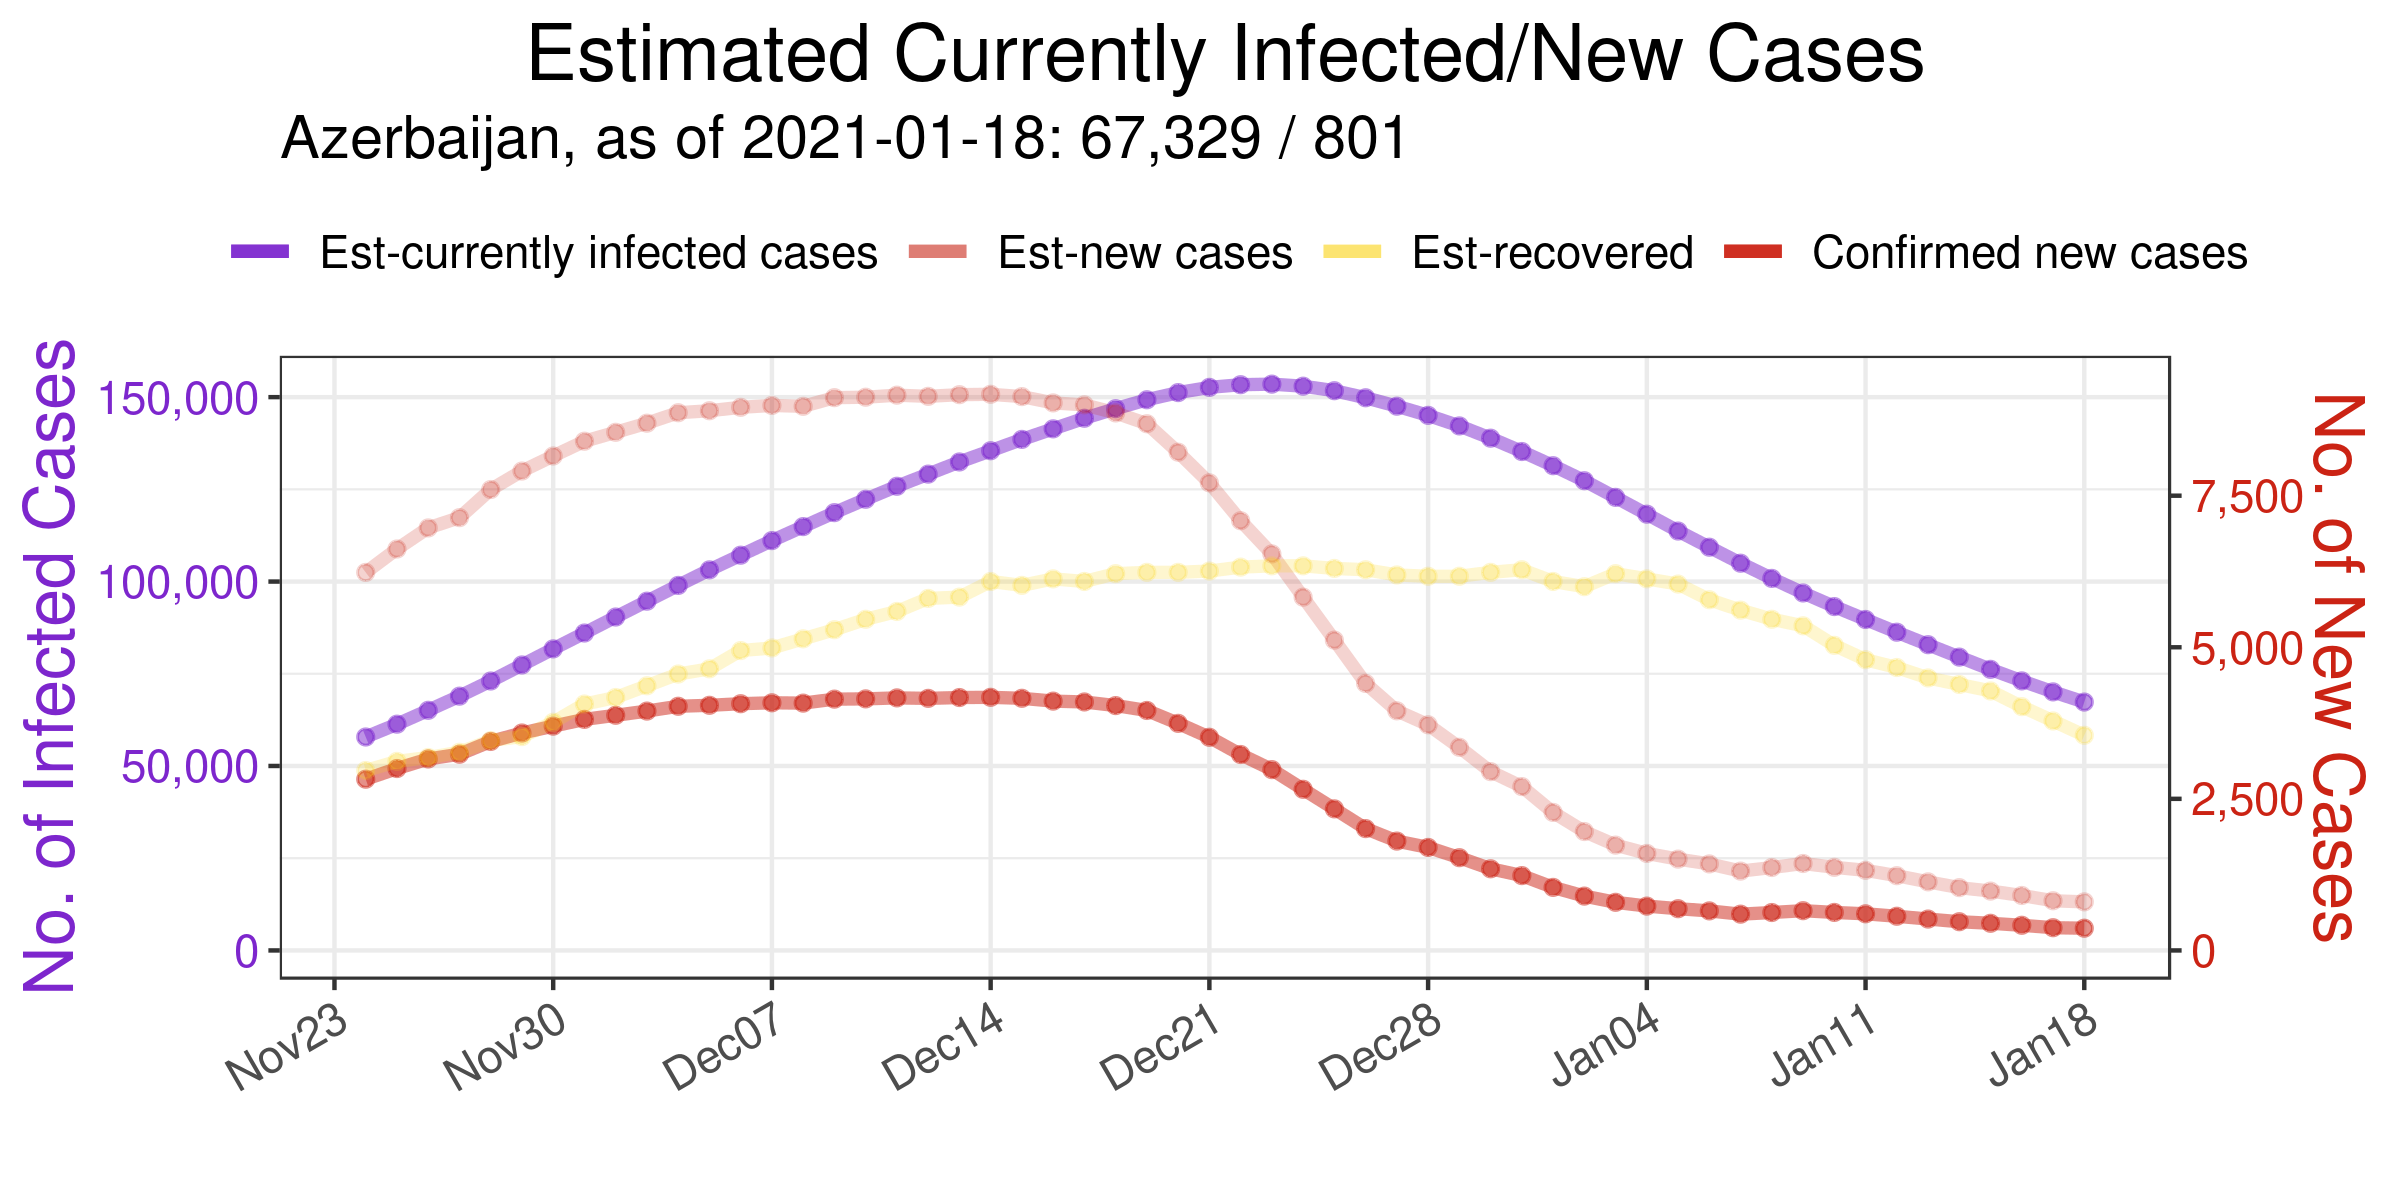 Estimated Currently Infected/New Cases
Azerbaijan, as of 2021-01-18: 67,329 / 801
Est-currently infected cases Est-new cases Est-recovered Confirmed new cases
No. of Infected Cases
150,000
100,000
50,000
0
7,500
5,000
2,500
0
No. of New Cases
Nov23 Nov30 Dec07 Dec14 Dec21 Dec28 Jan04 Jan11 Jan18